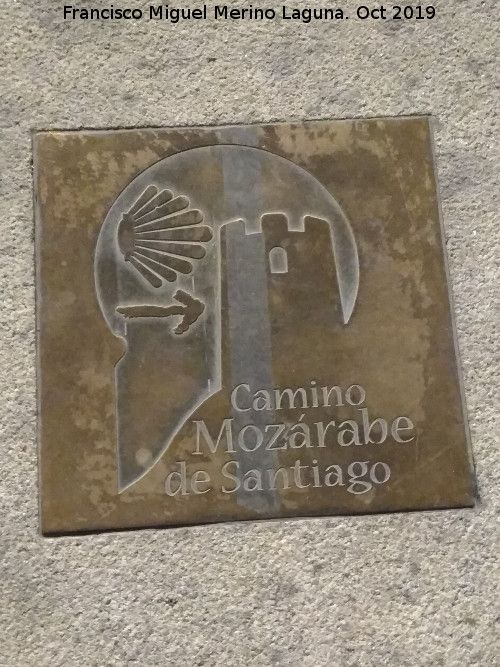 Francisco Miguel Merino Laguna. Oct 2019
Camino
Mozárabe
de Santiago